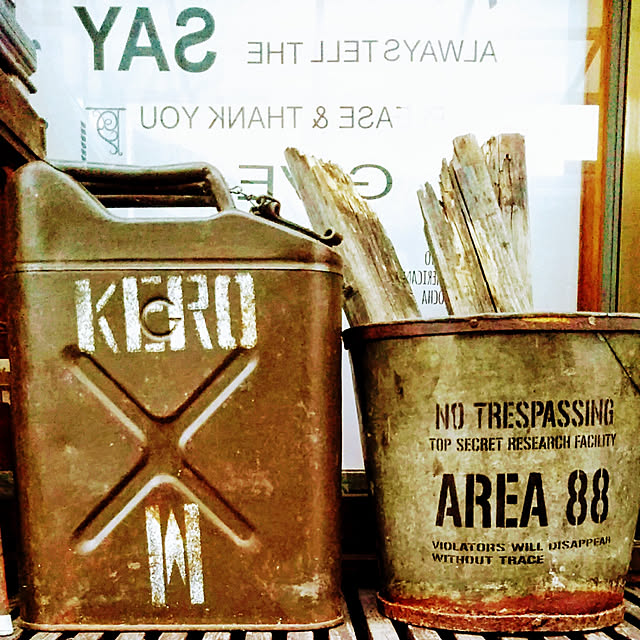 SAY
ALWAYS TELL THE
& THANK YOU
KERO
G
W
NO TRESPASSING
TOP SECRET RESEARCH FACILITY
AREA 88
VIOLATORS WILL DISAPPEAR
WITHOUT TRACE